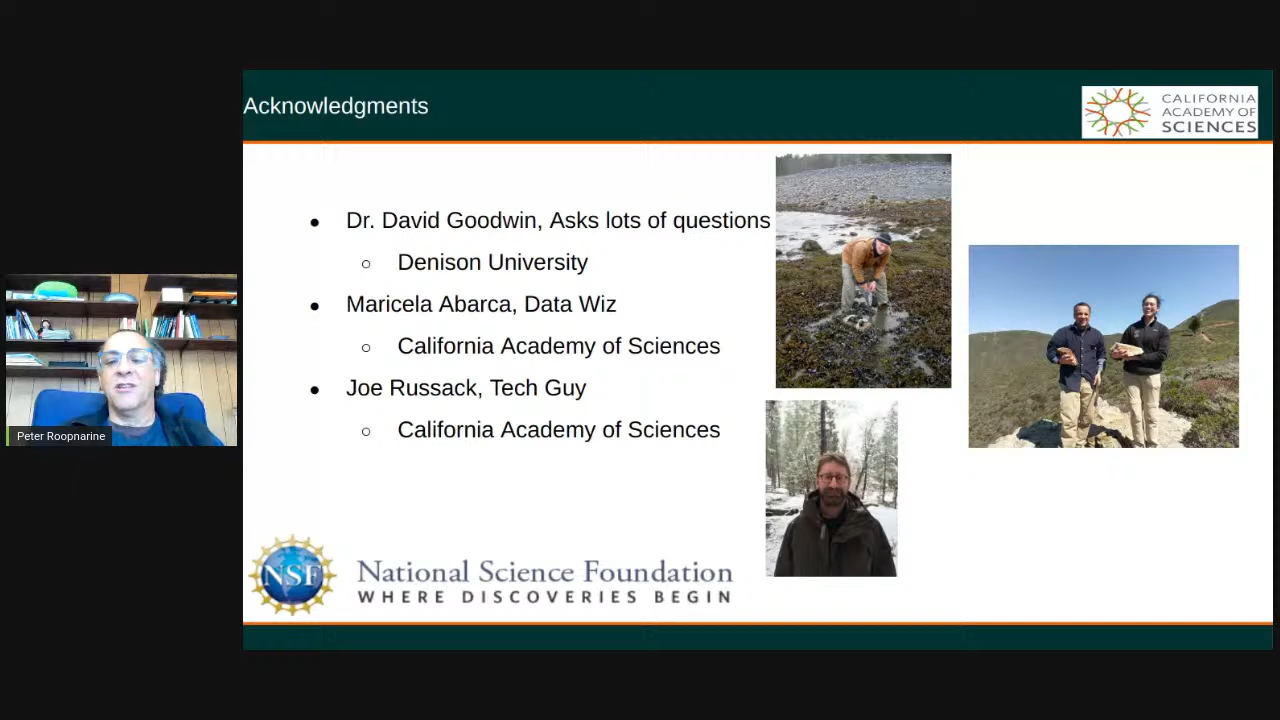 Acknowledgments
CALIFORNIA
ACADEMY OF
SCIENCES
● Dr. David Goodwin, Asks lots of questions
○ Denison University
● Maricela Abarca, Data Wiz
○ California Academy of Sciences
● Joe Russack, Tech Guy
○ California Academy of Sciences
Peter Roopnarine
NSF
National Science Foundation
WHERE DISCOVERIES BEGIN